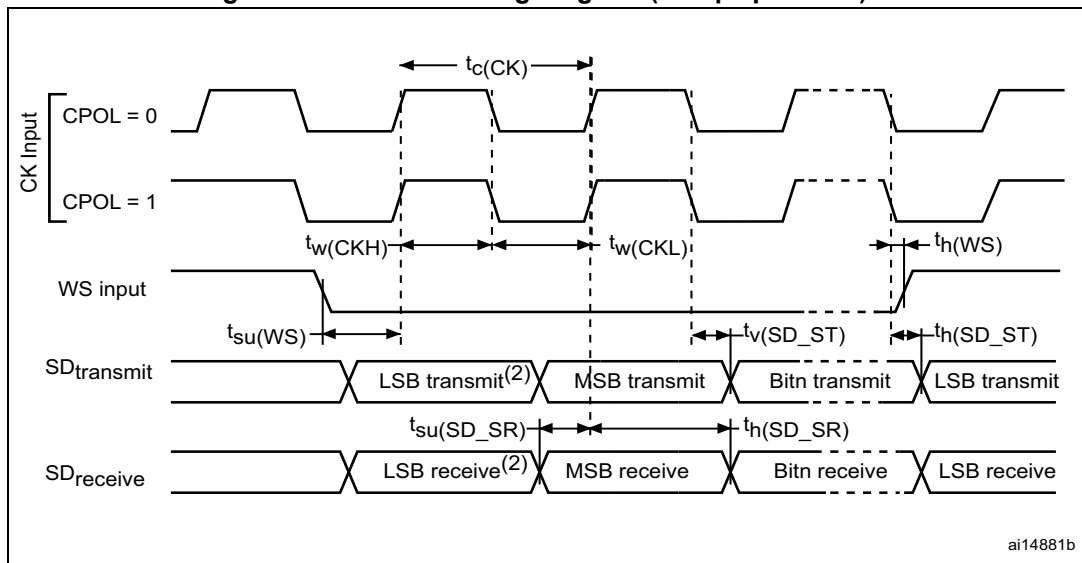 tc(CK)
CK Input
CPOL = 0
CPOL = 1
tw(CKH)
tw(CKL)
th(WS)
WS input
tsu(WS)
tv(SD_ST)
th(SD_ST)
SDtransmit
LSB transmit(2)
MSB transmit
Bitn transmit
LSB transmit
tsu(SD_SR)
th(SD_SR)
SDreceive
LSB receive(2)
MSB receive
Bitn receive
LSB receive
ai14881b